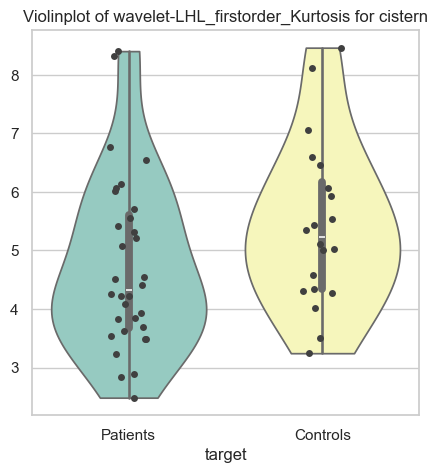 Violinplot of wavelet-LHL_firstorder_Kurtosis for cistern
8
7
6
5
4
3
Patients Controls
target